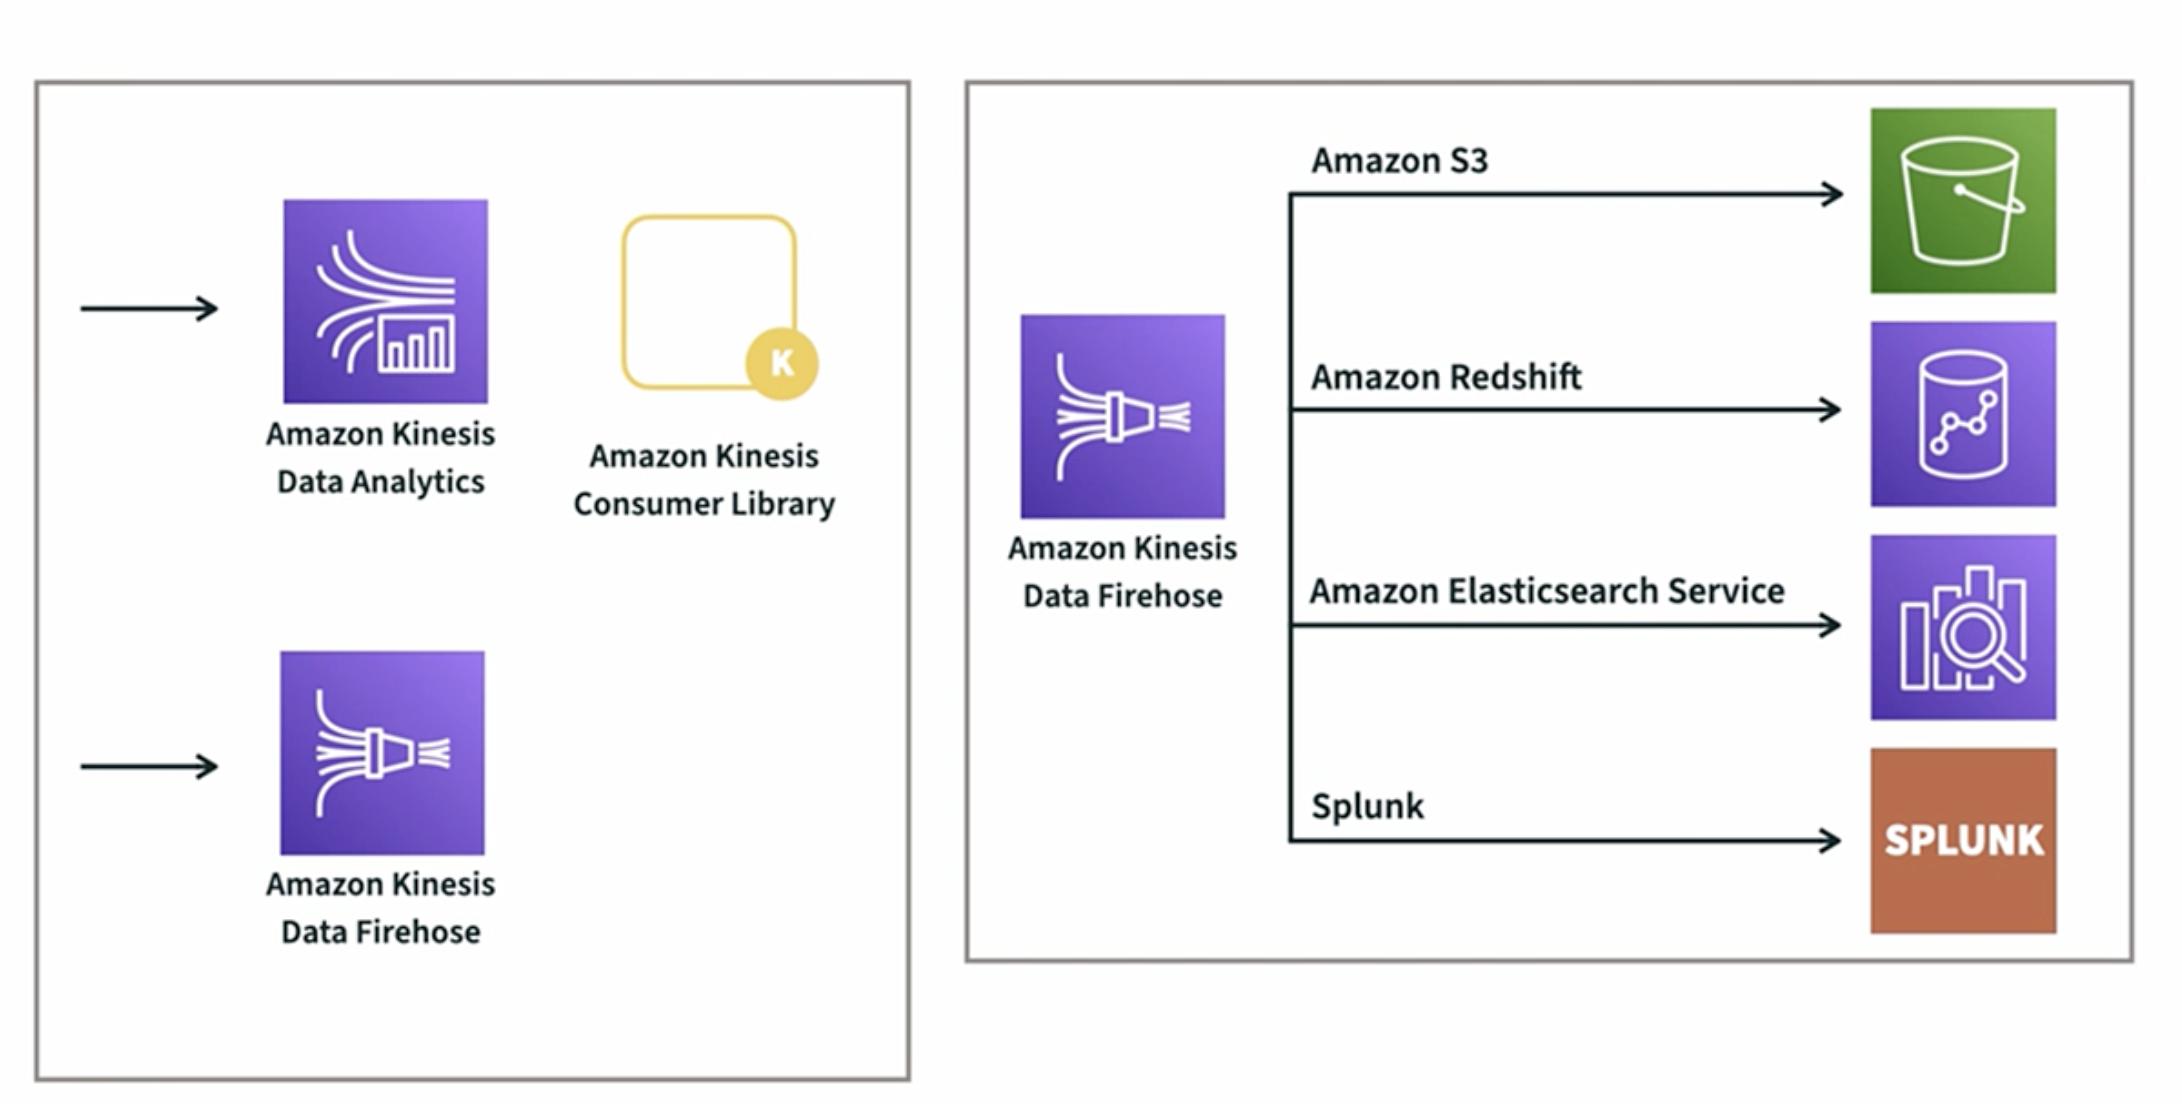 Amazon Kinesis
Data Analytics
K
Amazon Kinesis
Consumer Library
Amazon Kinesis
Data Firehose
Amazon Kinesis
Data Firehose
Amazon S3
Amazon Redshift
Amazon Elasticsearch Service
Splunk
SPLUNK